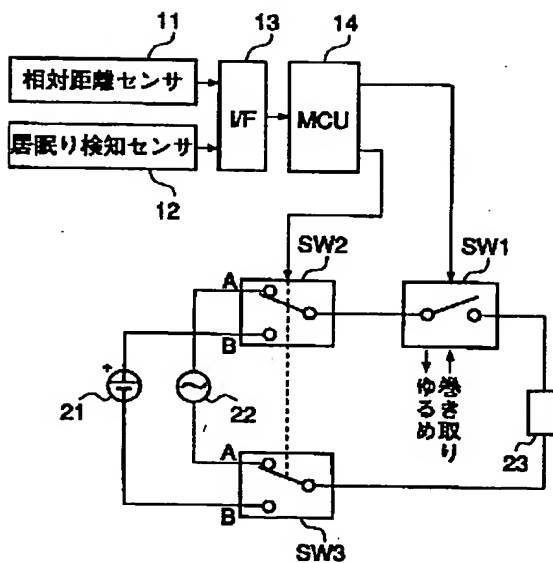 11
13
14
相対距離センサ
I/F
MCU
居眠り検知センサ
12
SW2
SW1
A
B
+
21
22
ゆるめ
巻き取り
23
A
B
SW3